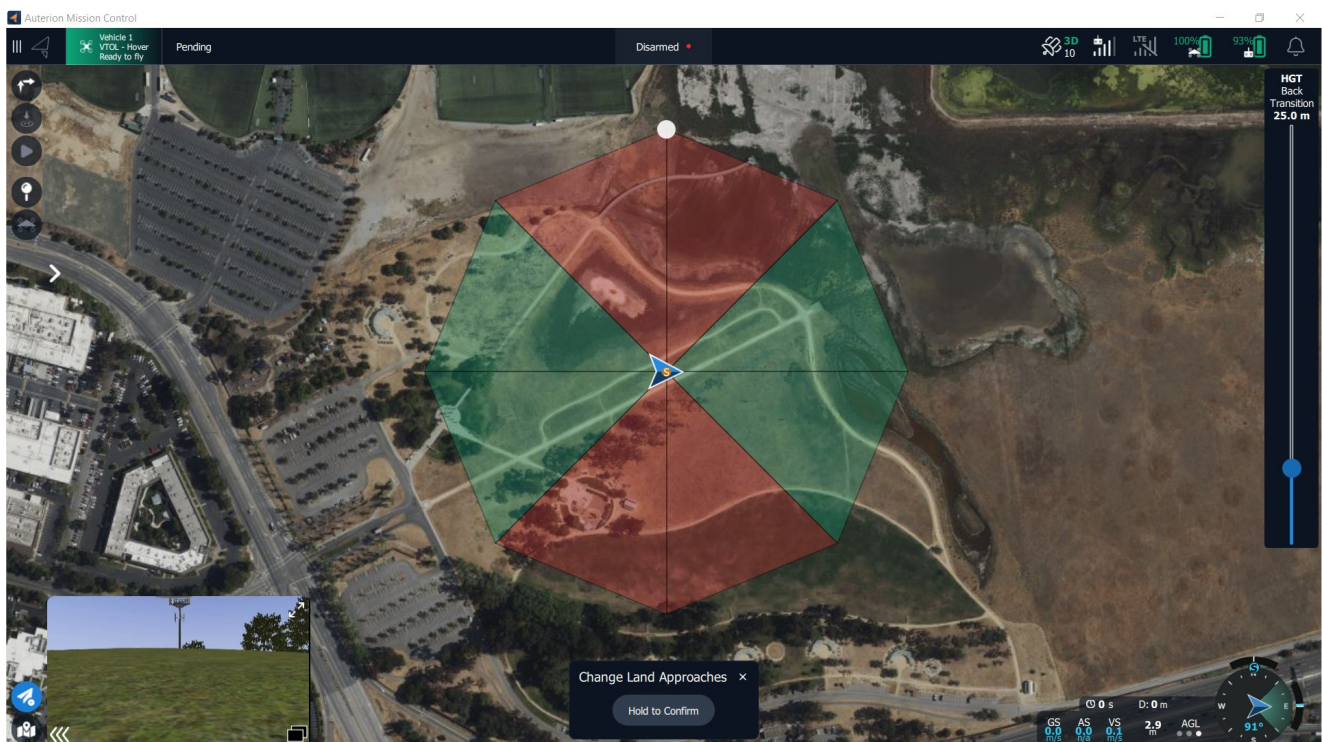 Auterion Mission Control
Vehicle 1
VTOL - Hover
Ready to fly
Pending
Disarmed
3D
10
LTE
100%
93%
HGT
Back
Transition
25.0 m
S
Change Land Approaches ×
Hold to Confirm
0 s
D: 0 m
GS
0.0
m/s
AS
0.0
n/a
VS
0.1
m/s
2.9
m
AGL
S
W
E
91°
S